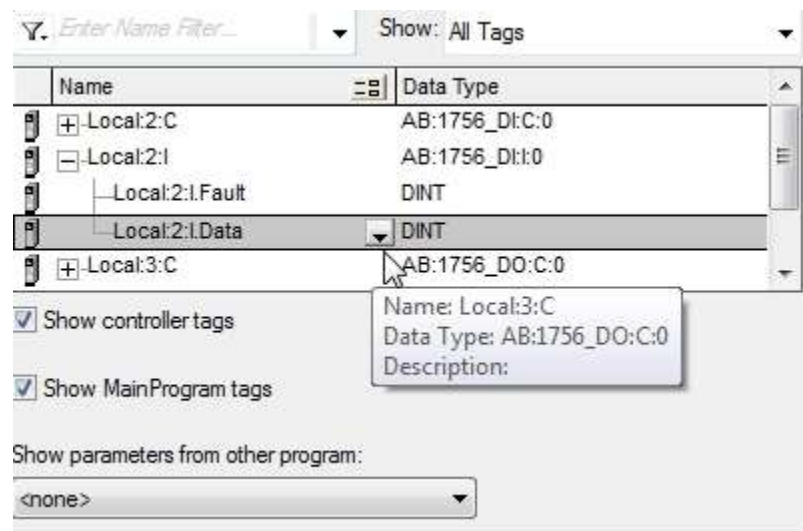 Enter Name Filter... Show: All Tags
Name Data Type
Local:2:C AB:1756_DI:C:0
Local:2:I AB:1756_DI:I:0
Local:2:I.Fault DINT
Local:2:I.Data DINT
Local:3:C AB:1756_DO:C:0
Name: Local:3:C
Data Type: AB:1756_DO:C:0
Description:
Show controller tags
Show MainProgram tags
Show parameters from other program:
<none>